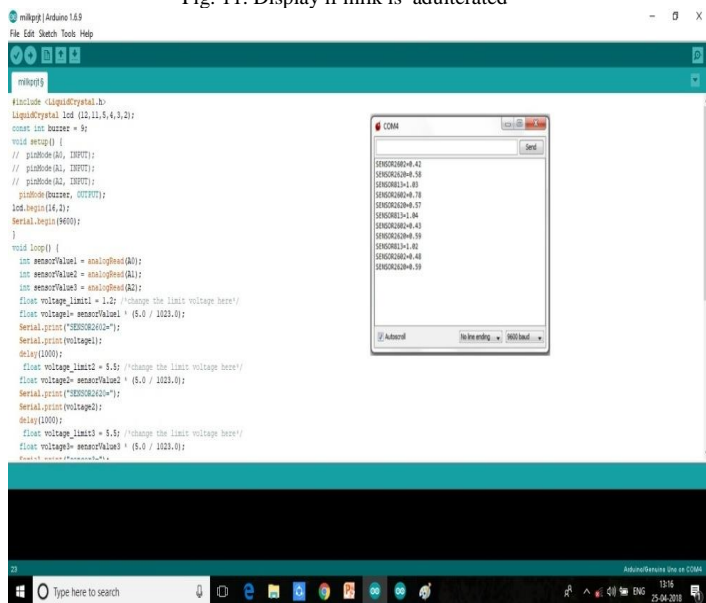 Fig. 11. Display if milk is adulterated
milkprjt | Arduino 1.6.9
File Edit Sketch Tools Help
milkprjt §
#include <LiquidCrystal.h>
LiquidCrystal lcd (12,11,5,4,3,2);
const int buzzer = 9;
void setup() {
// pinMode(A0, INPUT);
// pinMode(A1, INPUT);
// pinMode(A2, INPUT);
pinMode(buzzer, OUTPUT);
lcd.begin(16,2);
Serial.begin(9600);
}
void loop() {
int sensorValue1 = analogRead(A0);
int sensorValue2 = analogRead(A1);
int sensorValue3 = analogRead(A2);
float voltage_limit1 = 1.2; /*change the limit voltage here*/
float voltage1= sensorValue1 * (5.0 / 1023.0);
Serial.print("SENSOR2602=");
Serial.print(voltage1);
delay(1000);
float voltage_limit2 = 5.5; /*change the limit voltage here*/
float voltage2= sensorValue2 * (5.0 / 1023.0);
Serial.print("SENSOR2620=");
Serial.print(voltage2);
delay(1000);
float voltage_limit3 = 5.5; /*change the limit voltage here*/
float voltage3= sensorValue3 * (5.0 / 1023.0);
COM4
Send
SENSOR2602=0.42
SENSOR2620=0.58
SENSOR813=1.03
SENSOR2602=0.78
SENSOR2620=0.57
SENSOR813=1.04
SENSOR2602=0.43
SENSOR2620=0.59
SENSOR813=1.02
SENSOR2602=0.48
SENSOR2620=0.59
Autoscroll
No line ending
9600 baud
23
Arduino/Genuino Uno on COM4
Type here to search
ENG
13:16
25-04-2018